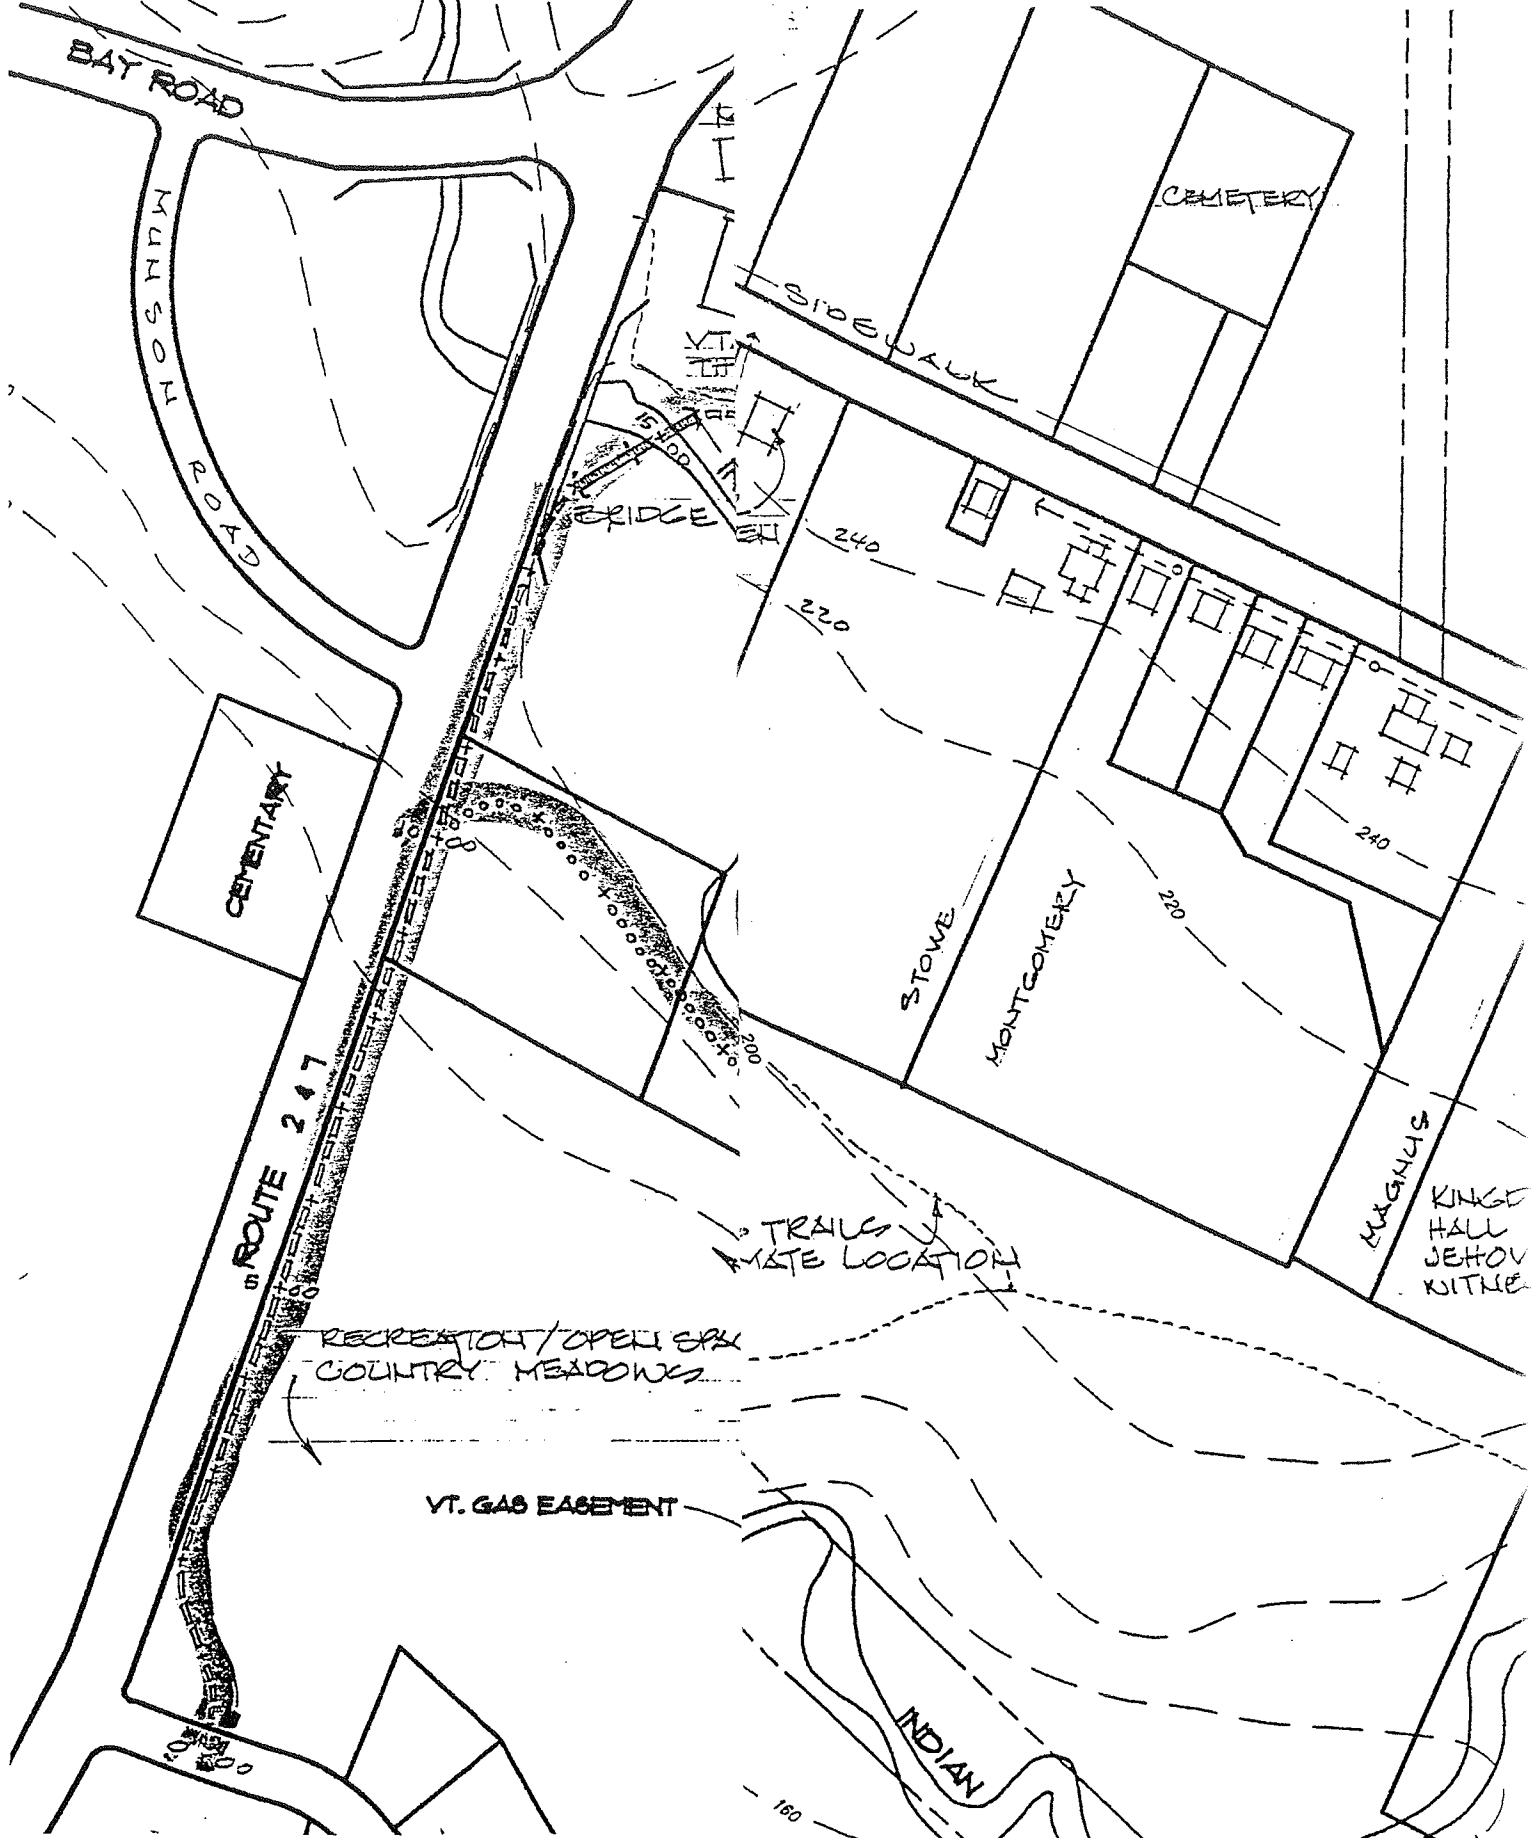 BAY ROAD
MUNSON ROAD
CEMETERY
SIDEWALK
VT.
15+00
BRIDGE
240
220
CEMENTARY
240
220
STOWE
MONTGOMERY
200
ROUTE 247
MAGNUS
TRAILS
MATE LOCATION
KING
HALL
JEHOV
WITNE
RECREATION/OPEN SPA
COUNTRY MEADOWS
VT. GAS EASEMENT
INDIAN
160